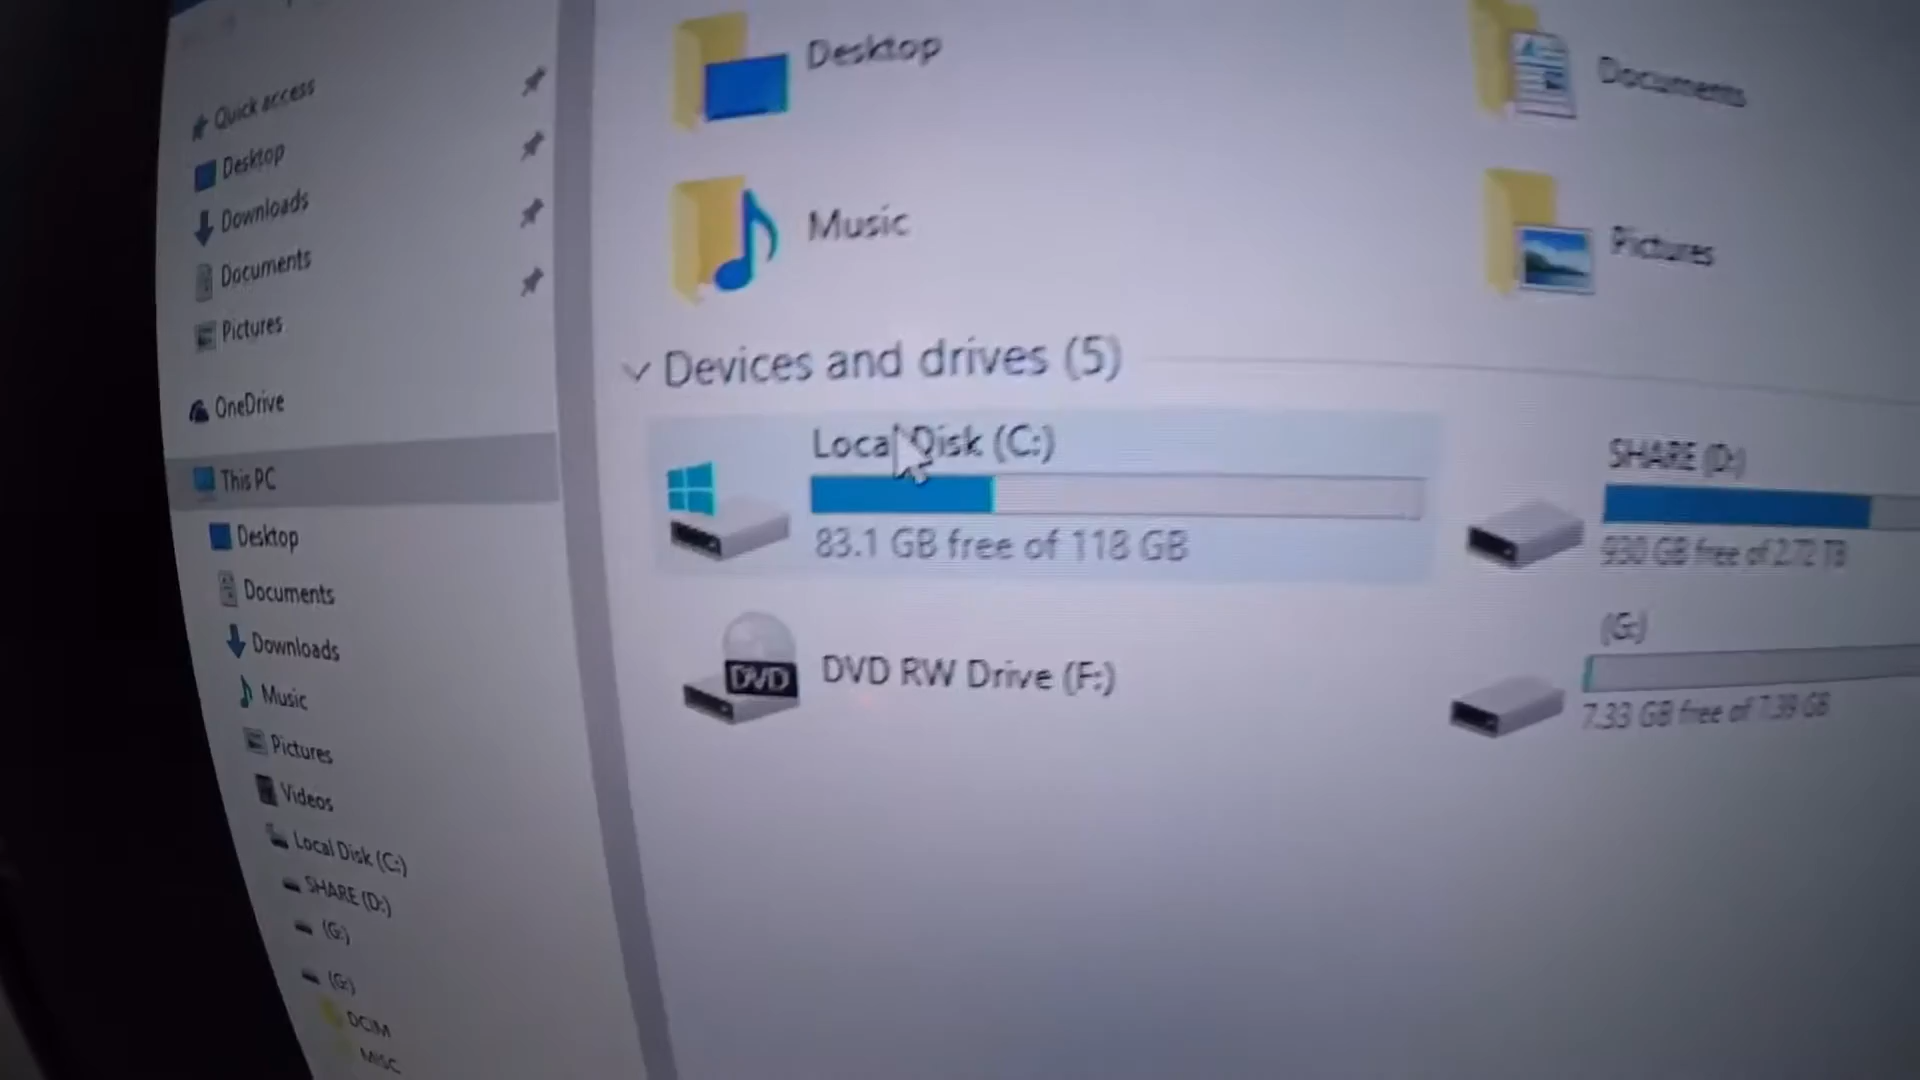 Quick access
Desktop
Downloads
Documents
Pictures
OneDrive
This PC
Desktop
Documents
Downloads
Music
Pictures
Videos
Local Disk (C:)
SHARE (D:)
(G:)
(G:)
DCIM
MISC
Desktop
Documents
Music
Pictures
Devices and drives (5)
Local Disk (C:)
83.1 GB free of 118 GB
SHARE (D:)
930 GB free of 2.72 TB
DVD
DVD RW Drive (F:)
(G:)
7.33 GB free of 7.39 GB